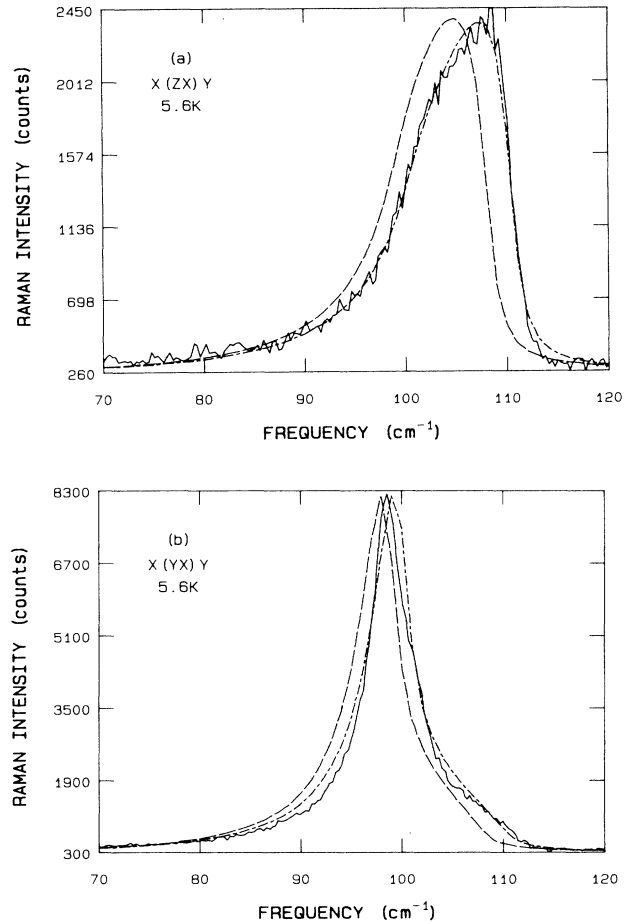 (a)
X (ZX) Y
5.6K
RAMAN INTENSITY (counts)
2450
2012
1574
1136
698
260
70 80 90 100 110 120
FREQUENCY (cm⁻¹)
(b)
X (YX) Y
5.6K
RAMAN INTENSITY (counts)
8300
6700
5100
3500
1900
300
70 80 90 100 110 120
FREQUENCY (cm⁻¹)